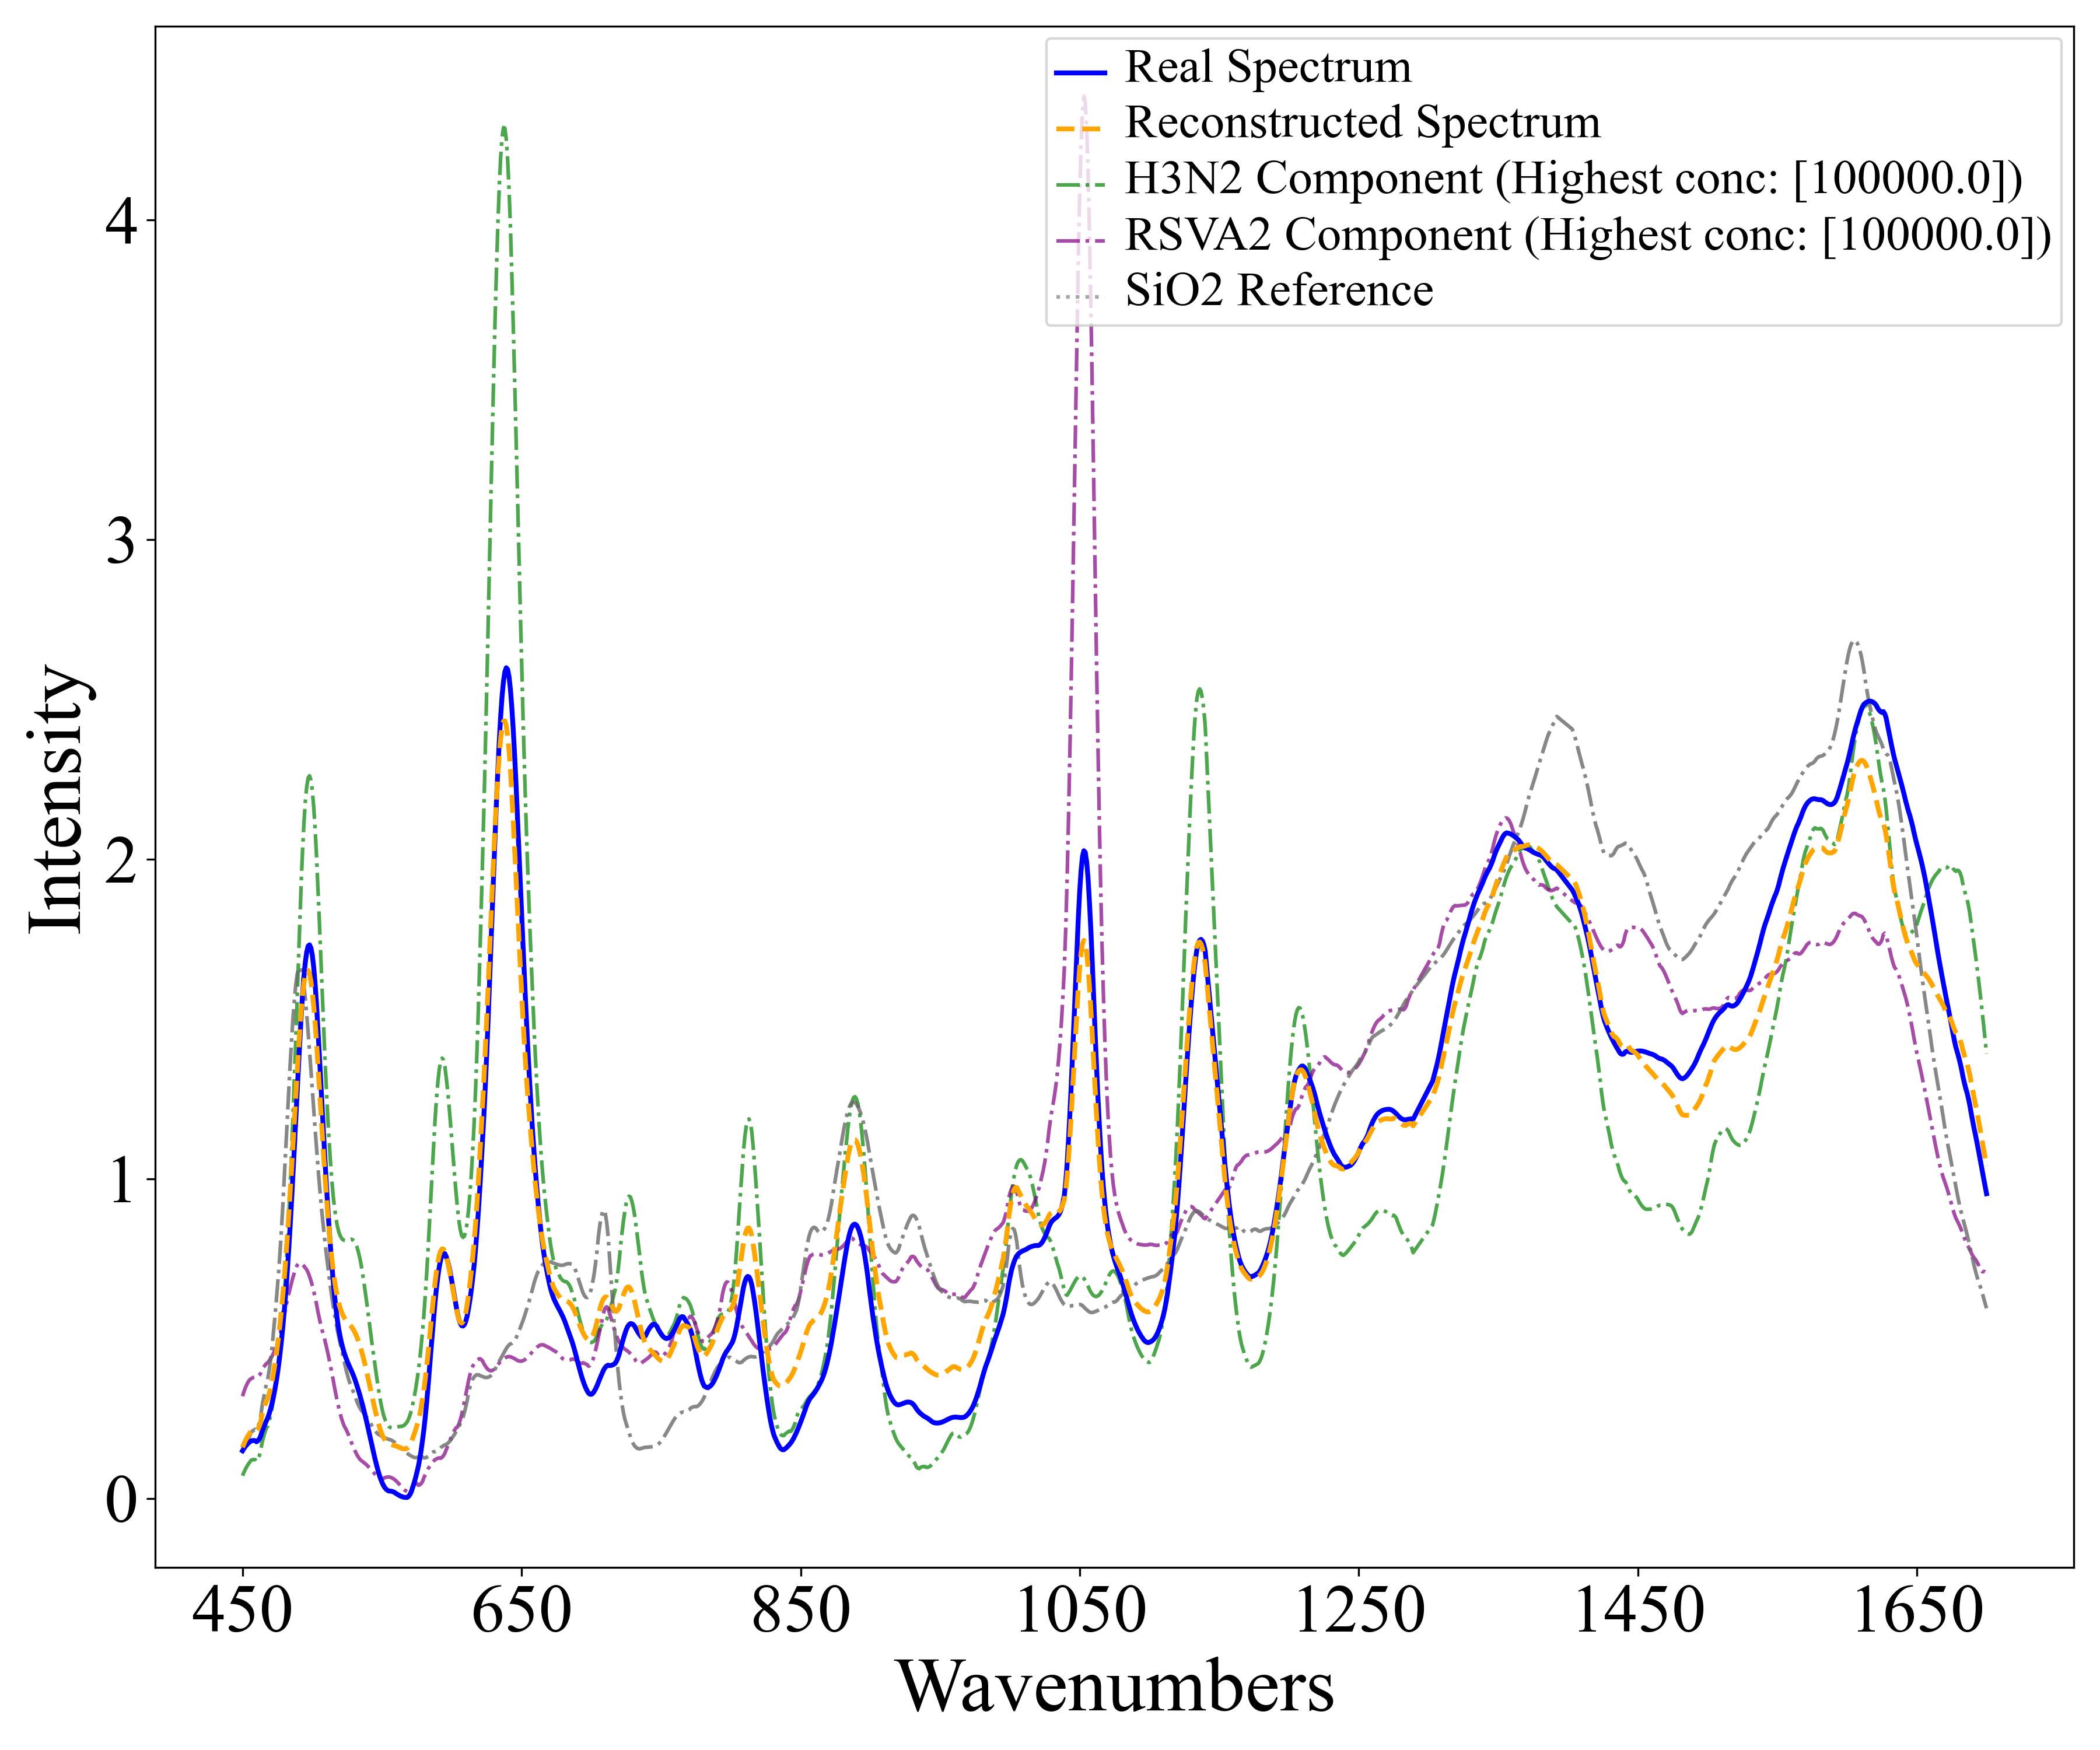 Real Spectrum
Reconstructed Spectrum
H3N2 Component (Highest conc: [100000.0])
RSVA2 Component (Highest conc: [100000.0])
SiO2 Reference
Intensity
4
3
2
1
0
450 650 850 1050 1250 1450 1650
Wavenumbers